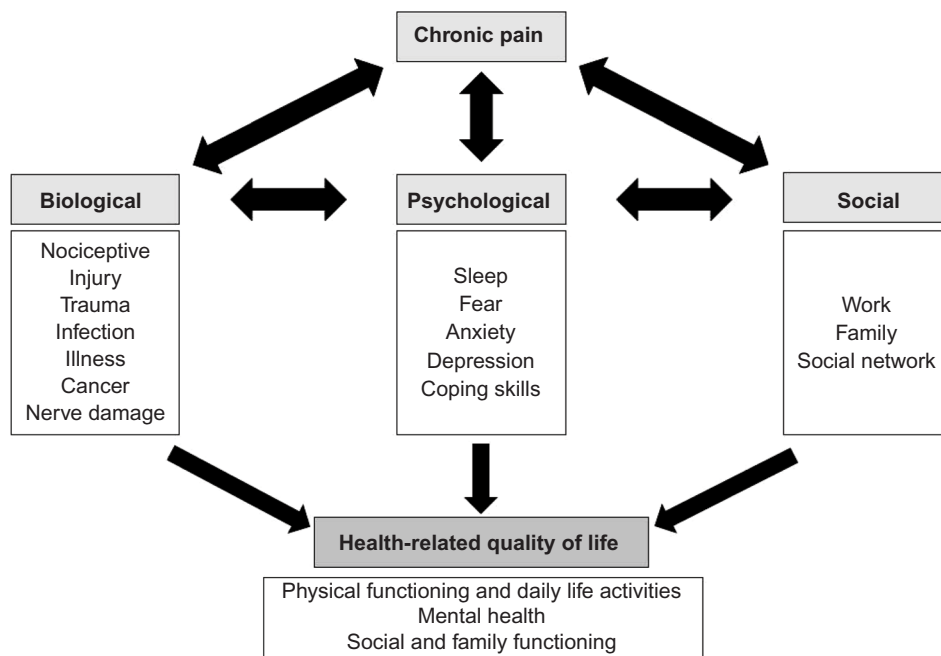 Chronic pain
Biological
Nociceptive
Injury
Trauma
Infection
Illness
Cancer
Nerve damage
Psychological
Sleep
Fear
Anxiety
Depression
Coping skills
Social
Work
Family
Social network
Health-related quality of life
Physical functioning and daily life activities
Mental health
Social and family functioning